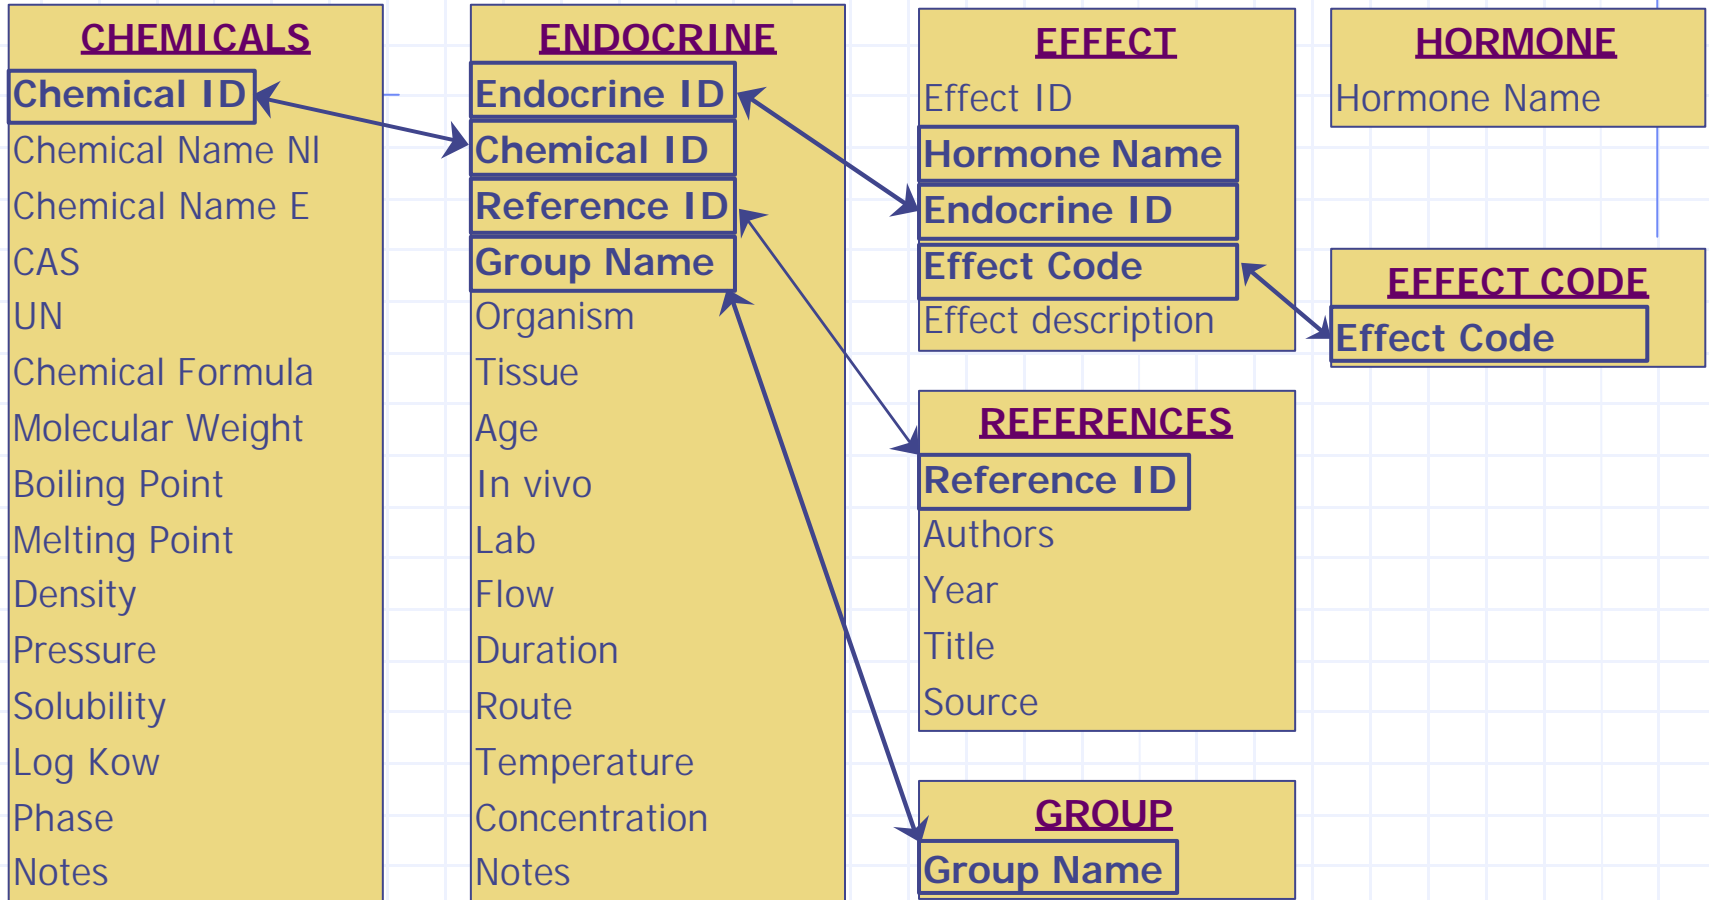 CHEMICALS
Chemical ID
Chemical Name Nl
Chemical Name E
CAS
UN
Chemical Formula
Molecular Weight
Boiling Point
Melting Point
Density
Pressure
Solubility
Log Kow
Phase
Notes
ENDOCRINE
Endocrine ID
Chemical ID
Reference ID
Group Name
Organism
Tissue
Age
In vivo
Lab
Flow
Duration
Route
Temperature
Concentration
Notes
EFFECT
Effect ID
Hormone Name
Endocrine ID
Effect Code
Effect description
REFERENCES
Reference ID
Authors
Year
Title
Source
GROUP
Group Name
HORMONE
Hormone Name
EFFECT CODE
Effect Code